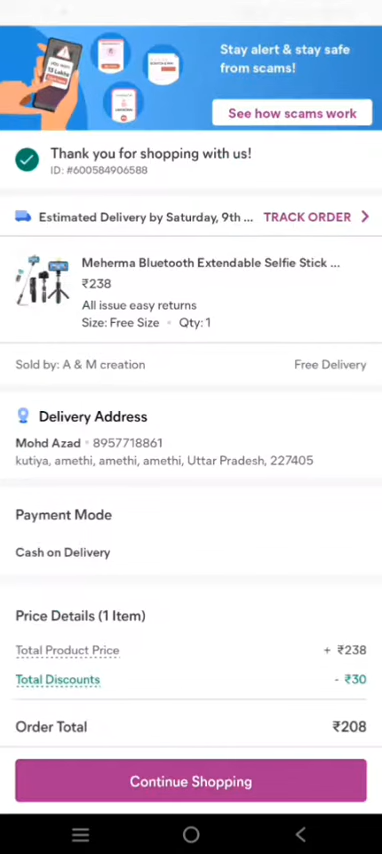 Stay alert & stay safe
from scams!
See how scams work
Thank you for shopping with us!
ID: #600584906588
Estimated Delivery by Saturday, 9th ... TRACK ORDER
Meherma Bluetooth Extendable Selfie Stick ...
₹238
All issue easy returns
Size: Free Size • Qty: 1
Sold by: A & M creation Free Delivery
Delivery Address
Mohd Azad • 8957718861
kutiya, amethi, amethi, amethi, Uttar Pradesh, 227405
Payment Mode
Cash on Delivery
Price Details (1 Item)
Total Product Price + ₹238
Total Discounts - ₹30
Order Total ₹208
Continue Shopping